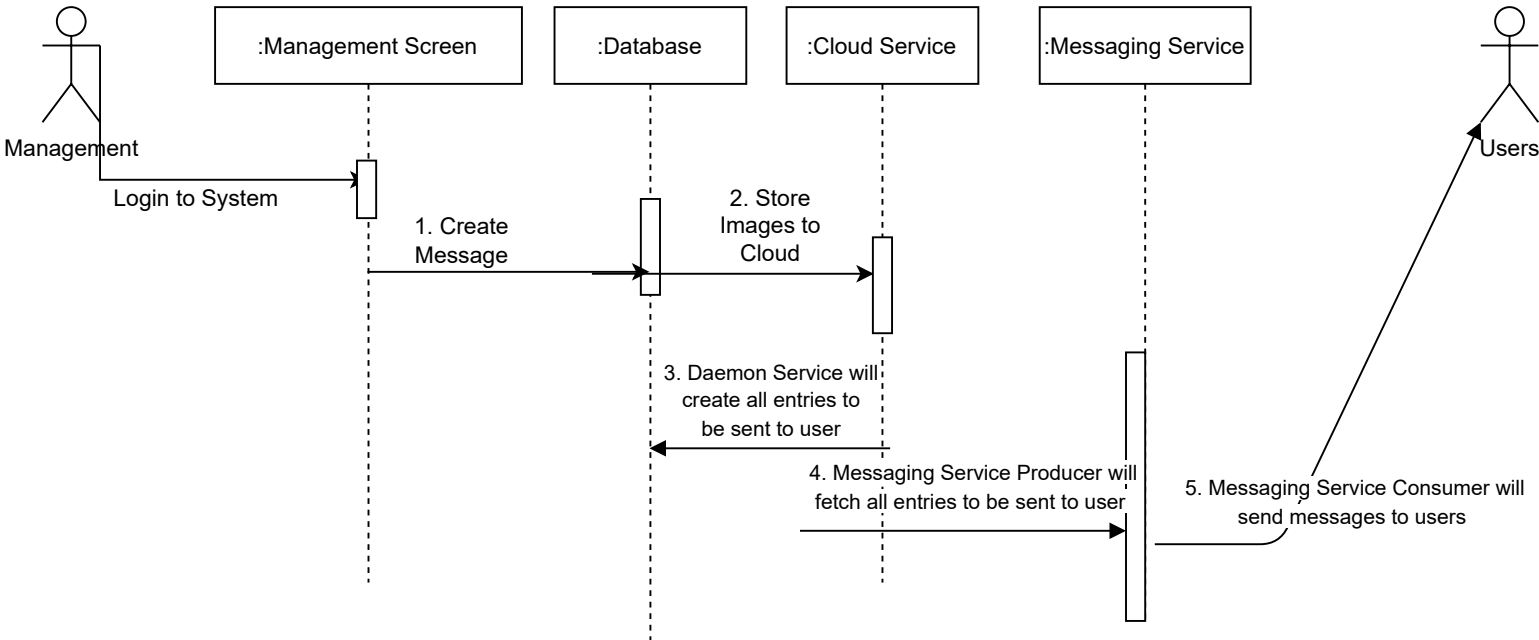 :Management Screen
:Database
:Cloud Service
:Messaging Service
Management
Users
Login to System
1. Create
Message
2. Store
Images to
Cloud
3. Daemon Service will
create all entries to
be sent to user
4. Messaging Service Producer will
fetch all entries to be sent to user
5. Messaging Service Consumer will
send messages to users